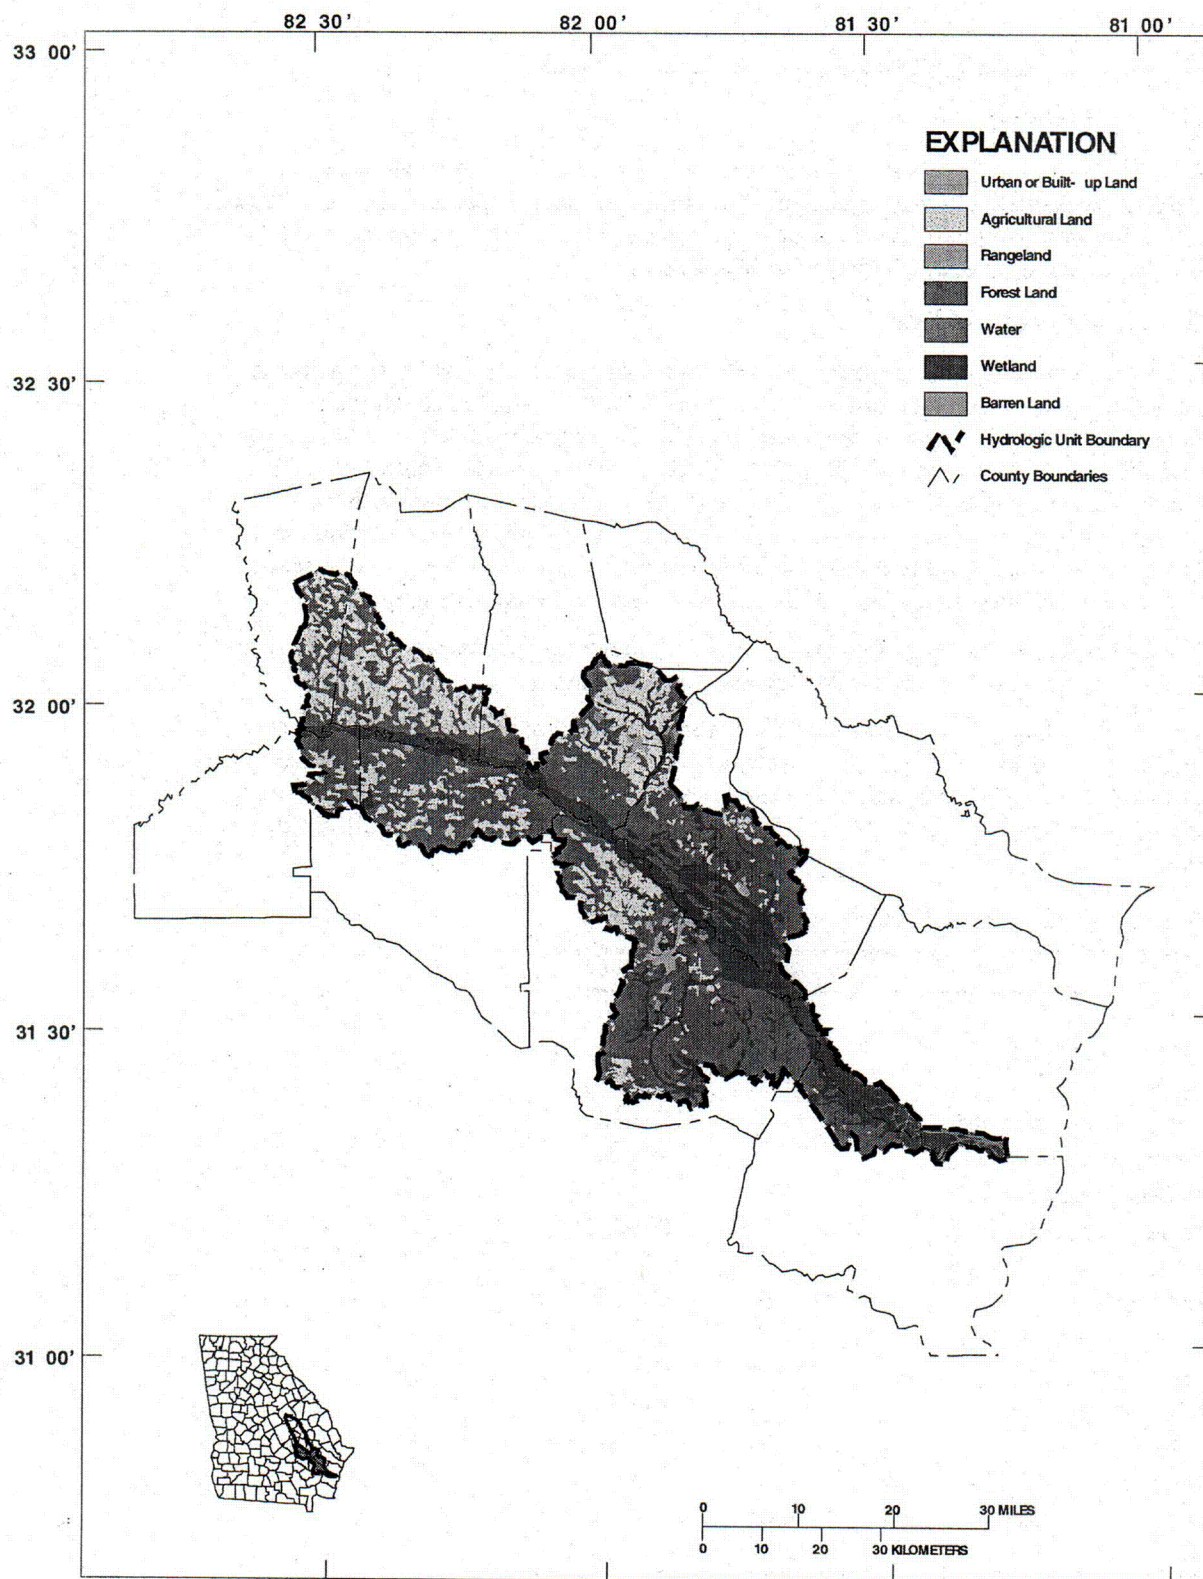 82 30' 82 00' 81 30' 81 00'
33 00'
EXPLANATION
Urban or Built- up Land
Agricultural Land
Rangeland
Forest Land
Water
Wetland
Barren Land
Hydrologic Unit Boundary
County Boundaries
32 30'
32 00'
31 30'
31 00'
0 10 20 30 MILES
0 10 20 30 KILOMETERS